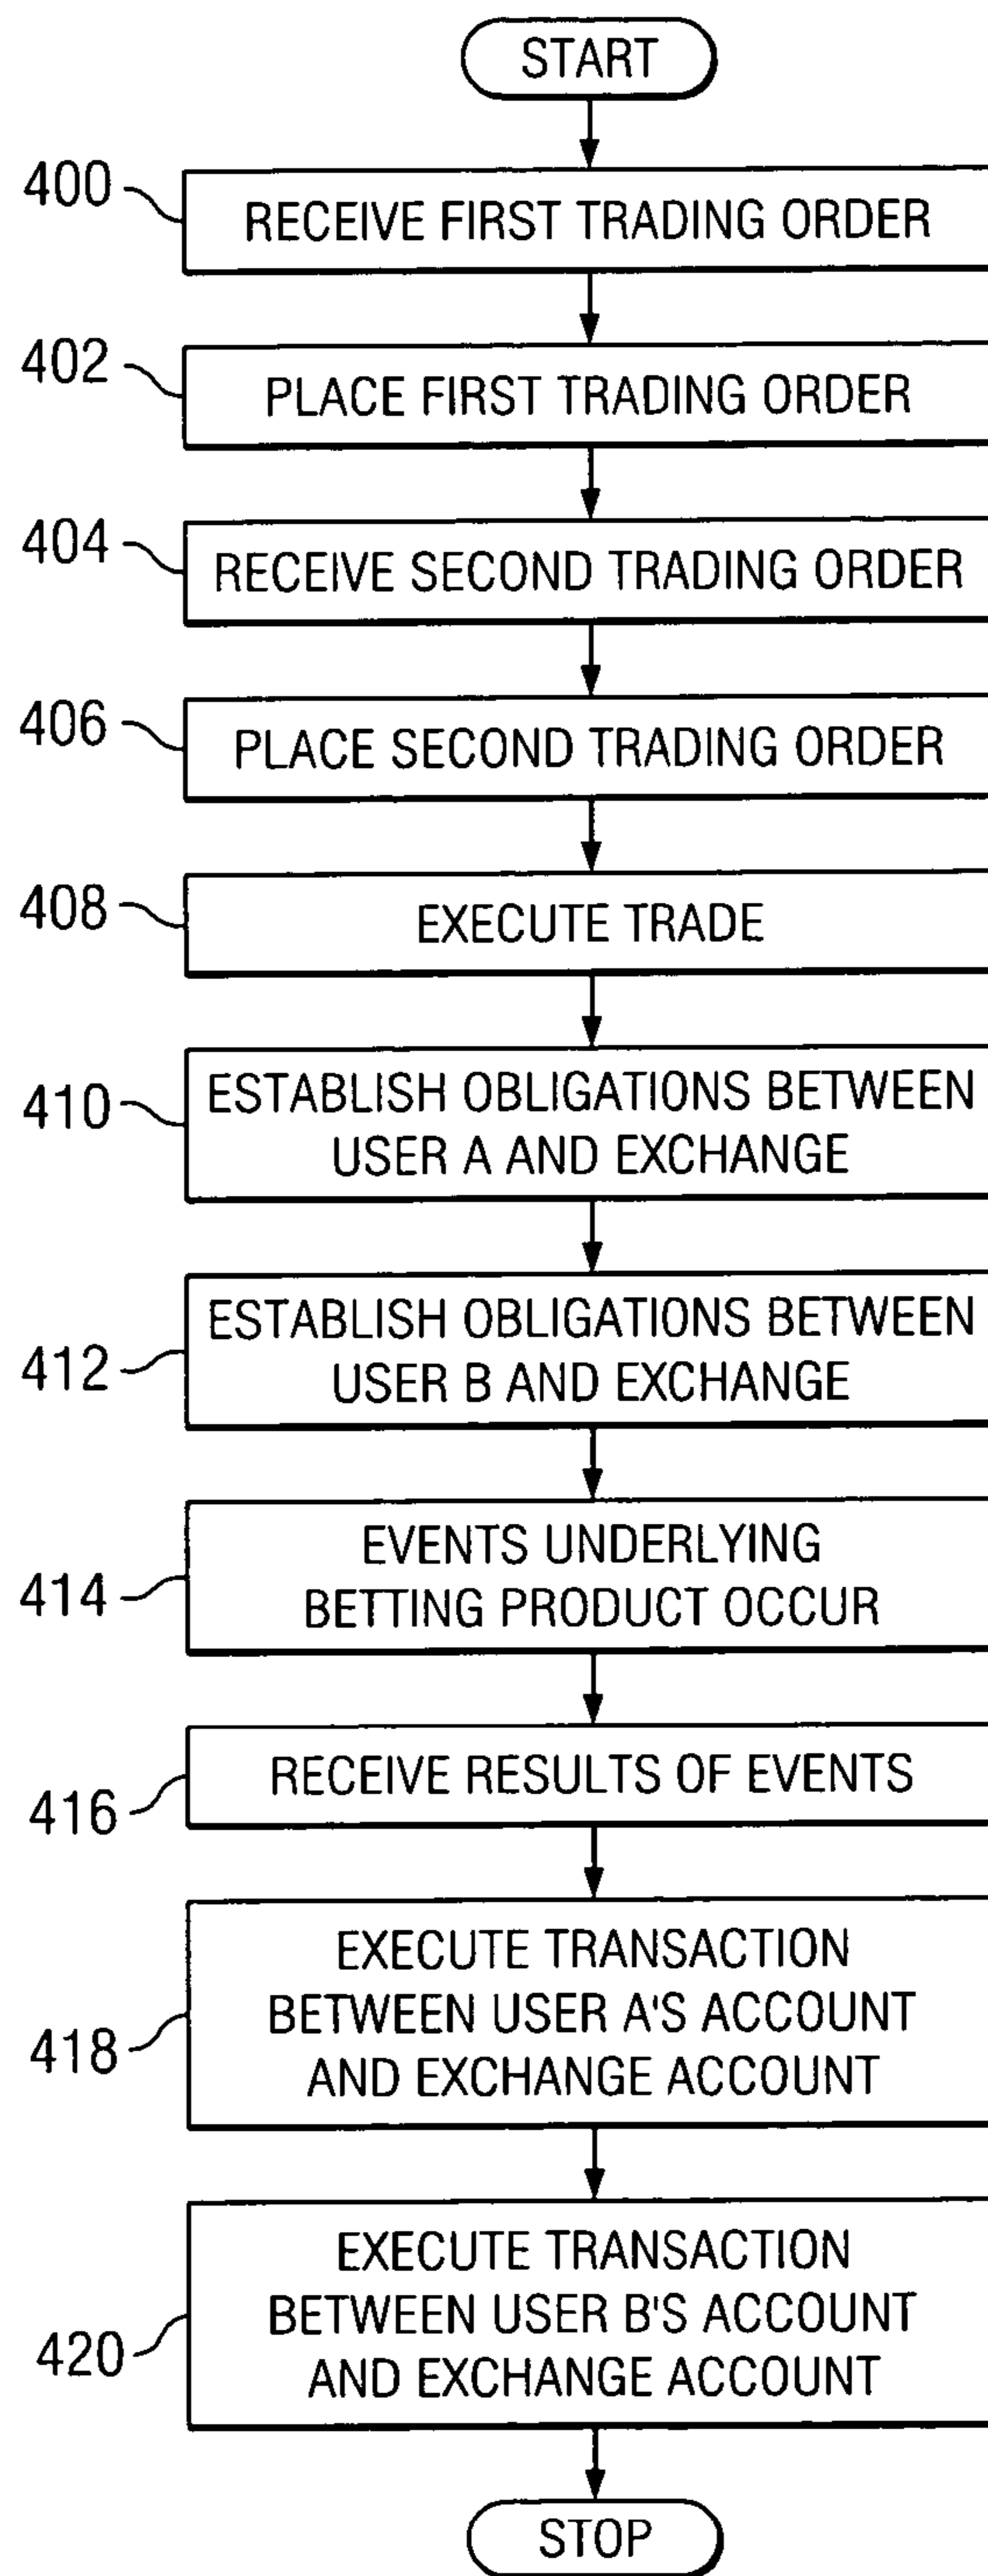 START
400
RECEIVE FIRST TRADING ORDER
402
PLACE FIRST TRADING ORDER
404
RECEIVE SECOND TRADING ORDER
406
PLACE SECOND TRADING ORDER
408
EXECUTE TRADE
410
ESTABLISH OBLIGATIONS BETWEEN
USER A AND EXCHANGE
412
ESTABLISH OBLIGATIONS BETWEEN
USER B AND EXCHANGE
414
EVENTS UNDERLYING
BETTING PRODUCT OCCUR
416
RECEIVE RESULTS OF EVENTS
418
EXECUTE TRANSACTION
BETWEEN USER A'S ACCOUNT
AND EXCHANGE ACCOUNT
420
EXECUTE TRANSACTION
BETWEEN USER B'S ACCOUNT
AND EXCHANGE ACCOUNT
STOP